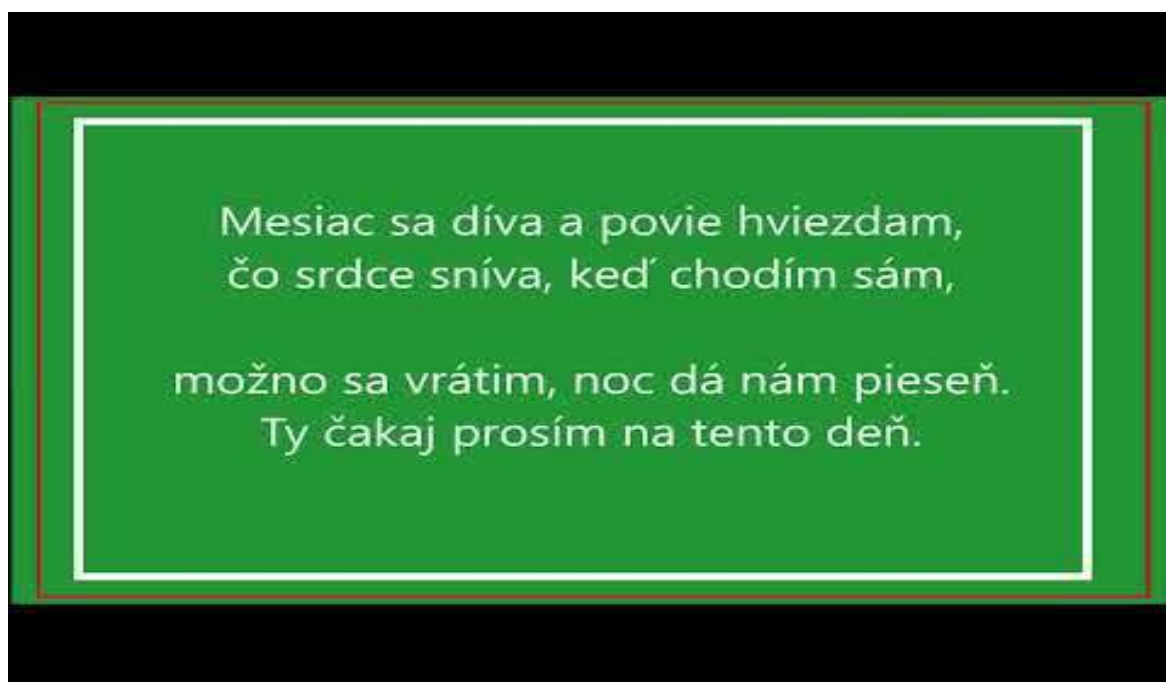 Mesiac sa díva a povie hviezdam,
čo srdce sníva, keď chodím sám,
možno sa vrátim, noc dá nám pieseň.
Ty čakaj prosím na tento deň.